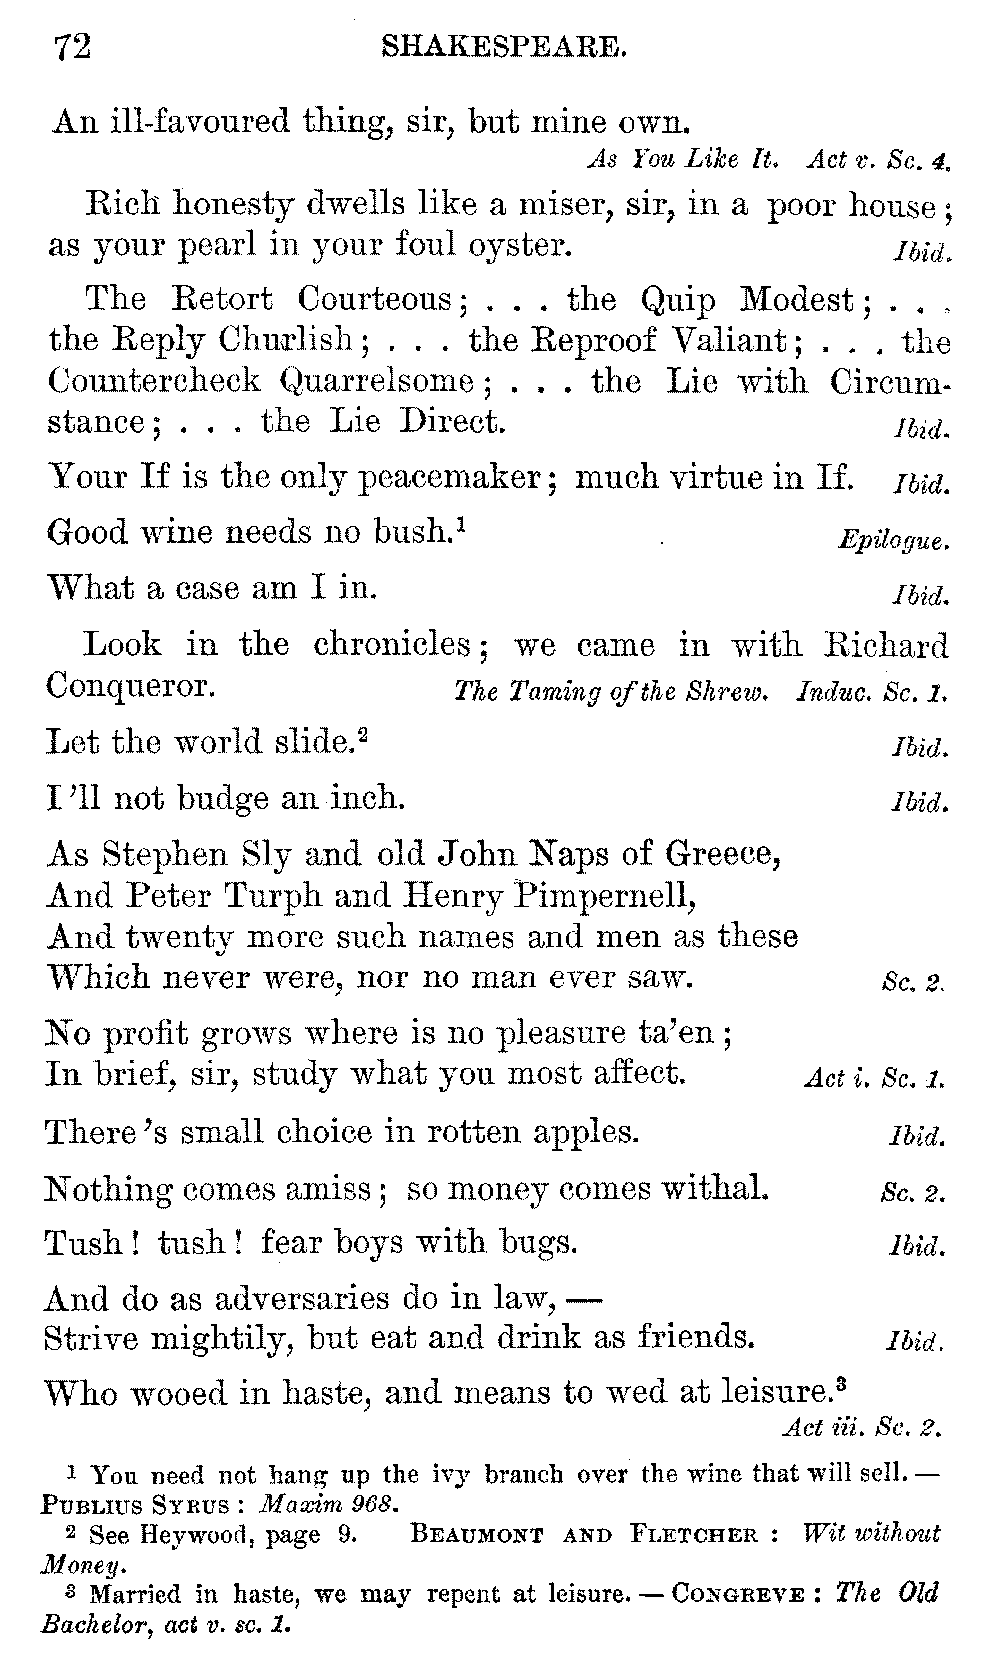 72 SHAKESPEARE.
An ill-favoured thing, sir, but mine own.
As You Like It. Act v. Sc. 4.
Rich honesty dwells like a miser, sir, in a poor house;
as your pearl in your foul oyster. Ibid.
The Retort Courteous; . . . the Quip Modest; . . .
the Reply Churlish; . . . the Reproof Valiant; . . . the
Countercheck Quarrelsome; . . . the Lie with Circum-
stance; . . . the Lie Direct. Ibid.
Your If is the only peacemaker; much virtue in If. Ibid.
Good wine needs no bush.¹ Epilogue.
What a case am I in. Ibid.
Look in the chronicles; we came in with Richard
Conqueror. The Taming of the Shrew. Induc. Sc. 1.
Let the world slide.² Ibid.
I'll not budge an inch. Ibid.
As Stephen Sly and old John Naps of Greece,
And Peter Turph and Henry Pimpernell,
And twenty more such names and men as these
Which never were, nor no man ever saw. Sc. 2.
No profit grows where is no pleasure ta'en;
In brief, sir, study what you most affect. Act i. Sc. 1.
There's small choice in rotten apples. Ibid.
Nothing comes amiss; so money comes withal. Sc. 2.
Tush! tush! fear boys with bugs. Ibid.
And do as adversaries do in law, —
Strive mightily, but eat and drink as friends. Ibid.
Who wooed in haste, and means to wed at leisure.³
Act iii. Sc. 2.
1 You need not hang up the ivy branch over the wine that will sell. —
PUBLIUS SYRUS: Maxim 968.
2 See Heywood, page 9. BEAUMONT AND FLETCHER: Wit without
Money.
3 Married in haste, we may repent at leisure. — CONGREVE: The Old
Bachelor, act v. sc. 1.